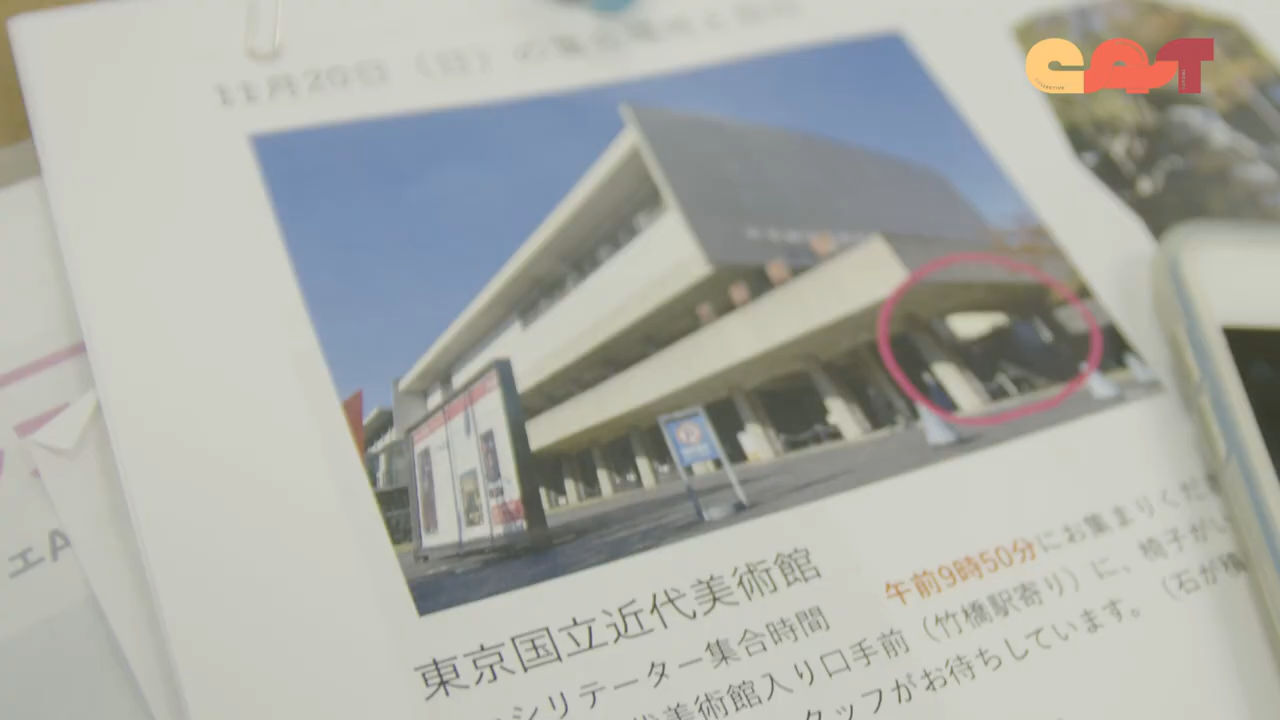 11月20日（日）の集合場所と時間
東京国立近代美術館
シリテーター集合時間 午前9時50分にお集まりくだ
代美術館入り口手前（竹橋駅寄り）に、椅子が
タッフがお待ちしています。（石が積
エA